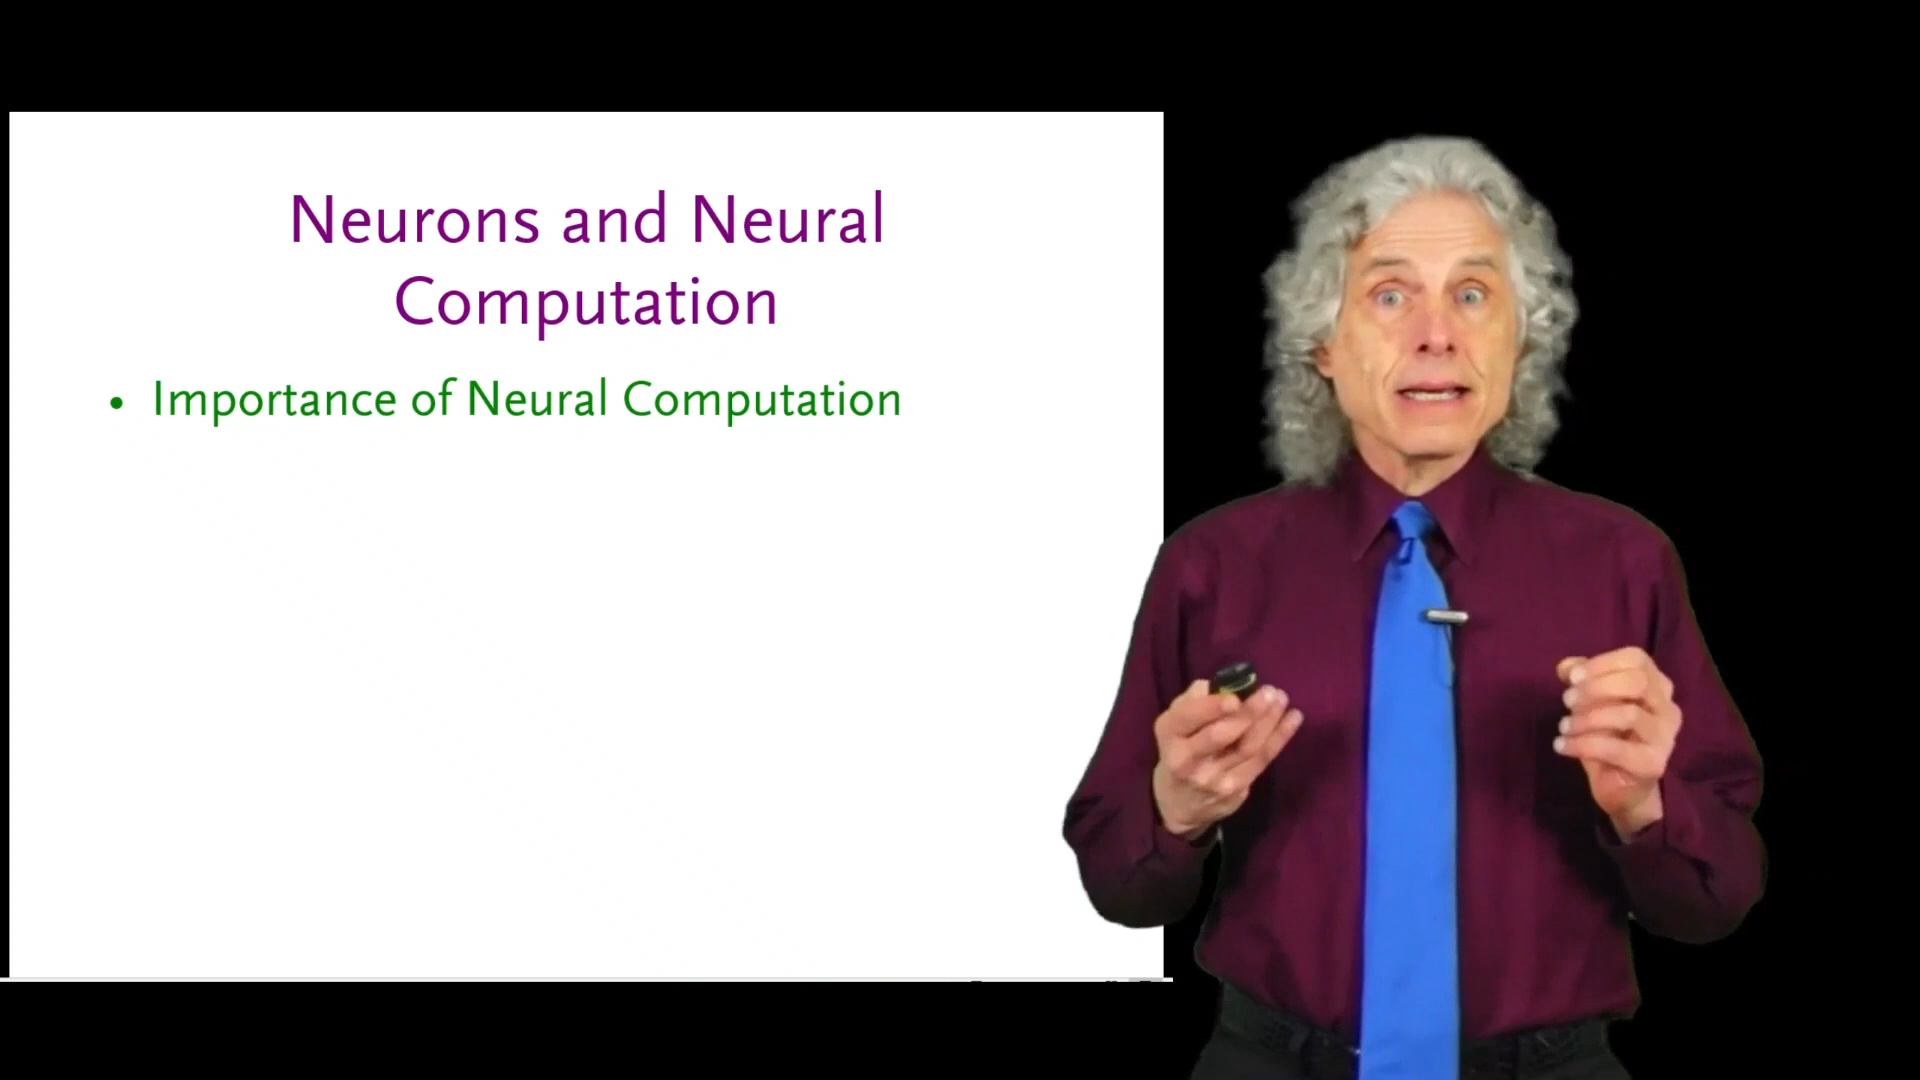 Neurons and Neural
Computation
• Importance of Neural Computation